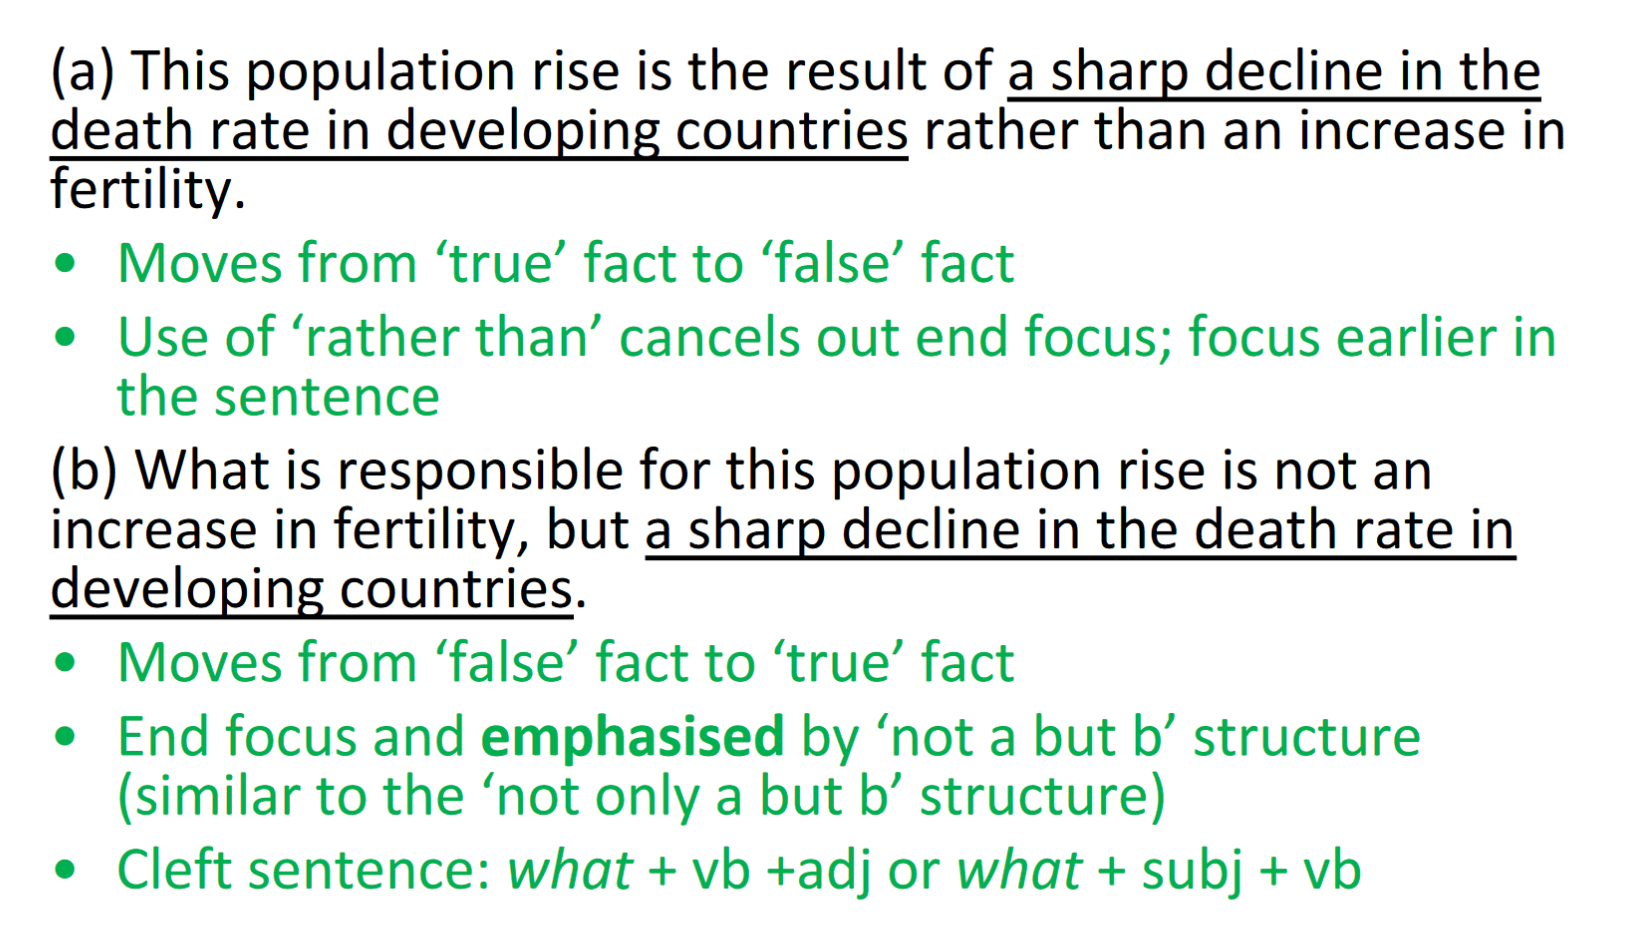 (a) This population rise is the result of a sharp decline in the
death rate in developing countries rather than an increase in
fertility.
• Moves from ‘true’ fact to ‘false’ fact
• Use of ‘rather than’ cancels out end focus; focus earlier in
the sentence
(b) What is responsible for this population rise is not an
increase in fertility, but a sharp decline in the death rate in
developing countries.
• Moves from ‘false’ fact to ‘true’ fact
• End focus and emphasised by ‘not a but b’ structure
(similar to the ‘not only a but b’ structure)
• Cleft sentence: what + vb +adj or what + subj + vb